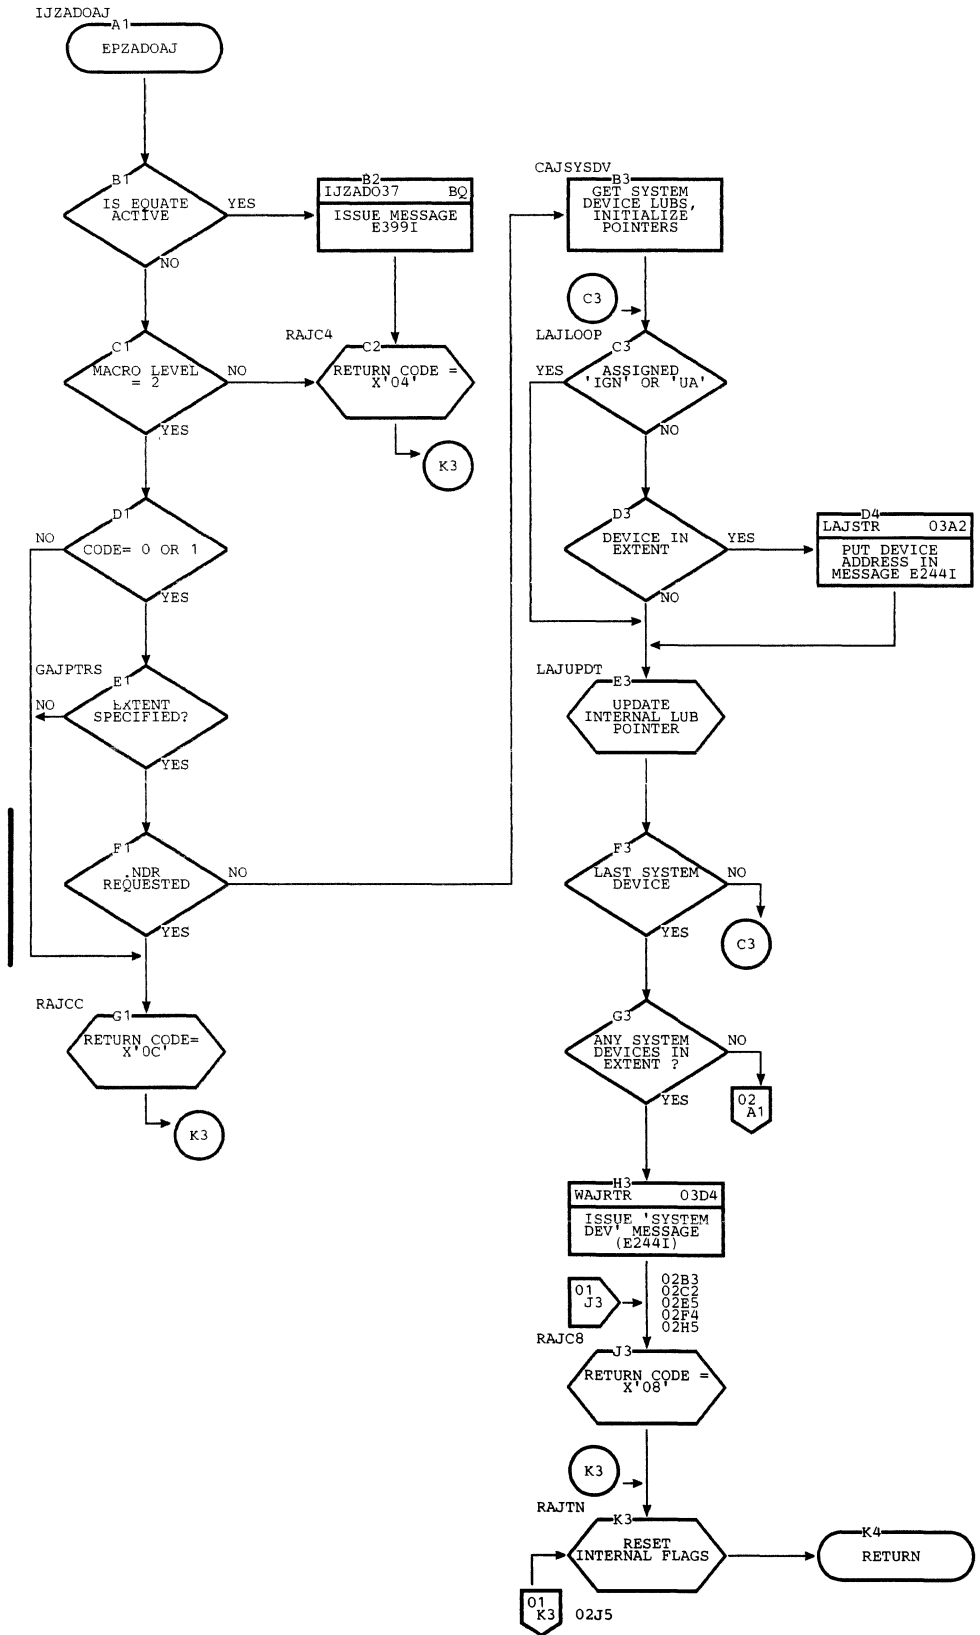 IJZADOAJ
A1
EPZADOAJ
B1
IS EQUATE
ACTIVE
YES
NO
B2
IJZADO37 BQ
ISSUE MESSAGE
E399I
C1
MACRO LEVEL
= 2
NO
YES
RAJC4
C2
RETURN CODE =
X'04'
K3
D1
NO
CODE= 0 OR 1
YES
GAJPTRS
E1
EXTENT
SPECIFIED?
NO
YES
F1
NDR
REQUESTED
NO
YES
RAJCC
G1
RETURN CODE=
X'0C'
K3
CAJSYSDV
B3
GET SYSTEM
DEVICE LUBS,
INITIALIZE
POINTERS
C3
LAJLOOP
C3
YES
ASSIGNED
'IGN' OR 'UA'
NO
D3
DEVICE IN
EXTENT
YES
NO
D4
LAJSTR 03A2
PUT DEVICE
ADDRESS IN
MESSAGE E244I
LAJUPDT
E3
UPDATE
INTERNAL LUB
POINTER
F3
LAST SYSTEM
DEVICE
NO
YES
C3
G3
ANY SYSTEM
DEVICES IN
EXTENT ?
NO
YES
02
A1
H3
WAJRTR 03D4
ISSUE 'SYSTEM
DEV' MESSAGE
(E244I)
01
J3
02B3
02C2
02E5
02F4
02H5
RAJC8
J3
RETURN CODE =
X'08'
K3
RAJTN
K3
RESET
INTERNAL FLAGS
K4
RETURN
01
K3
02J5